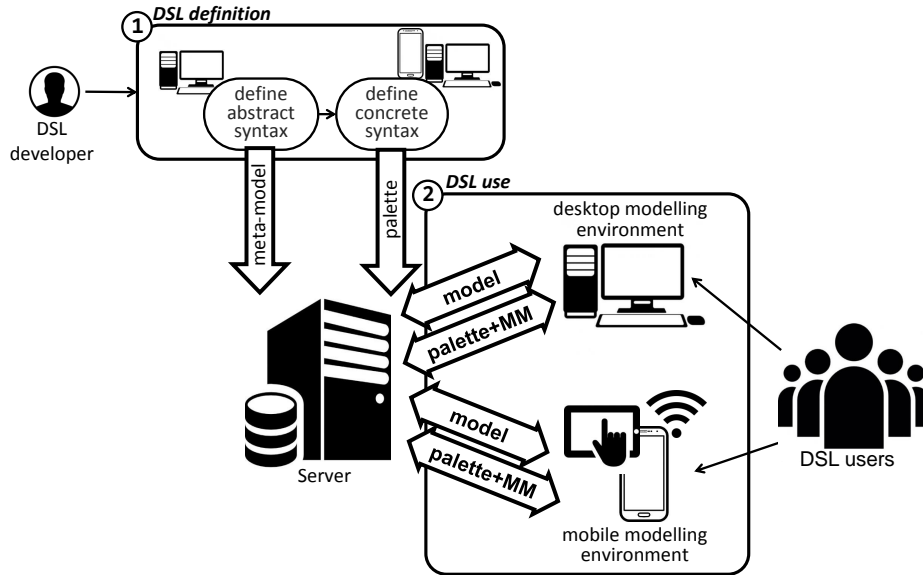 1
DSL definition
DSL
developer
define
abstract
syntax
define
concrete
syntax
meta-model
palette
2
DSL use
desktop modelling
environment
model
palette+MM
model
palette+MM
Server
mobile modelling
environment
DSL users